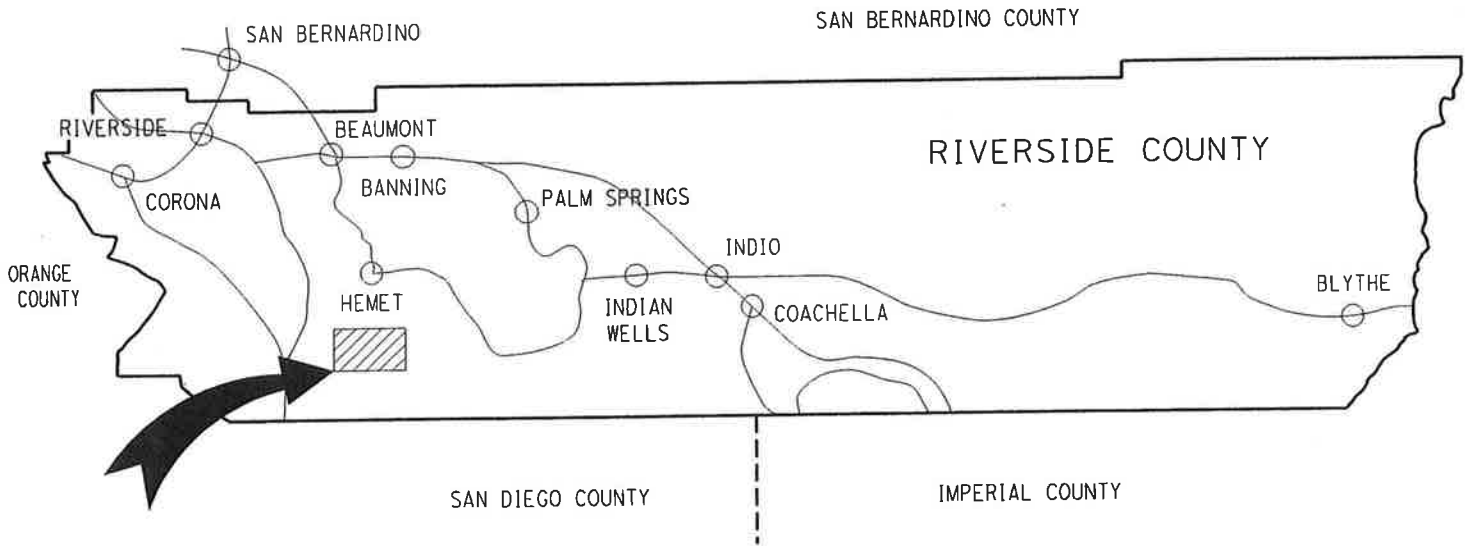 SAN BERNARDINO COUNTY
SAN BERNARDINO
RIVERSIDE
BEAUMONT
RIVERSIDE COUNTY
BANNING
CORONA
PALM SPRINGS
INDIO
ORANGE
COUNTY
HEMET
INDIAN
WELLS
COACHELLA
BLYTHE
SAN DIEGO COUNTY
IMPERIAL COUNTY